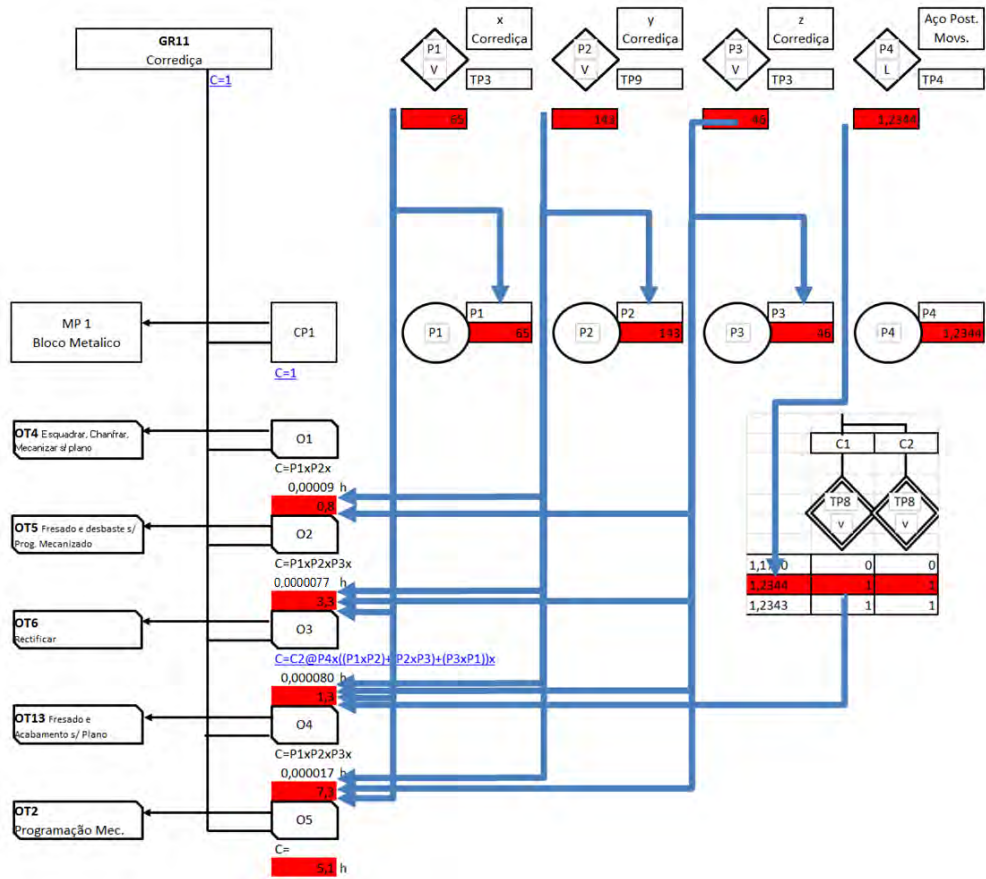 GR11
Corrediça
C=1
P1
V
x
Corrediça
TP3
65
P2
V
y
Corrediça
TP9
143
P3
V
z
Corrediça
TP3
46
P4
L
Aço Post.
Movs.
TP4
1,2344
MP 1
Bloco Metalico
CP1
C=1
P1
P1
65
P2
P2
143
P3
P3
46
P4
P4
1,2344
OT4 Esquadrar, Chanfrar,
Mecanizar s/ plano
O1
C=P1xP2x
0,00009 h
0,8
OT5 Fresado e desbaste s/
Prog. Mecanizado
O2
C=P1xP2xP3x
0,0000077 h
3,3
OT6
Rectificar
O3
C=C2@P4x((P1xP2)+(P2xP3)+(P3xP1))x
0,000080 h
1,3
OT13 Fresado e
Acabamento s/ Plano
O4
C=P1xP2xP3x
0,000017 h
7,3
OT2
Programação Mec.
O5
C=
5,1 h
C1 C2
TP8 TP8
v v
0 0
1,2344 1 1
1,2343 1 1